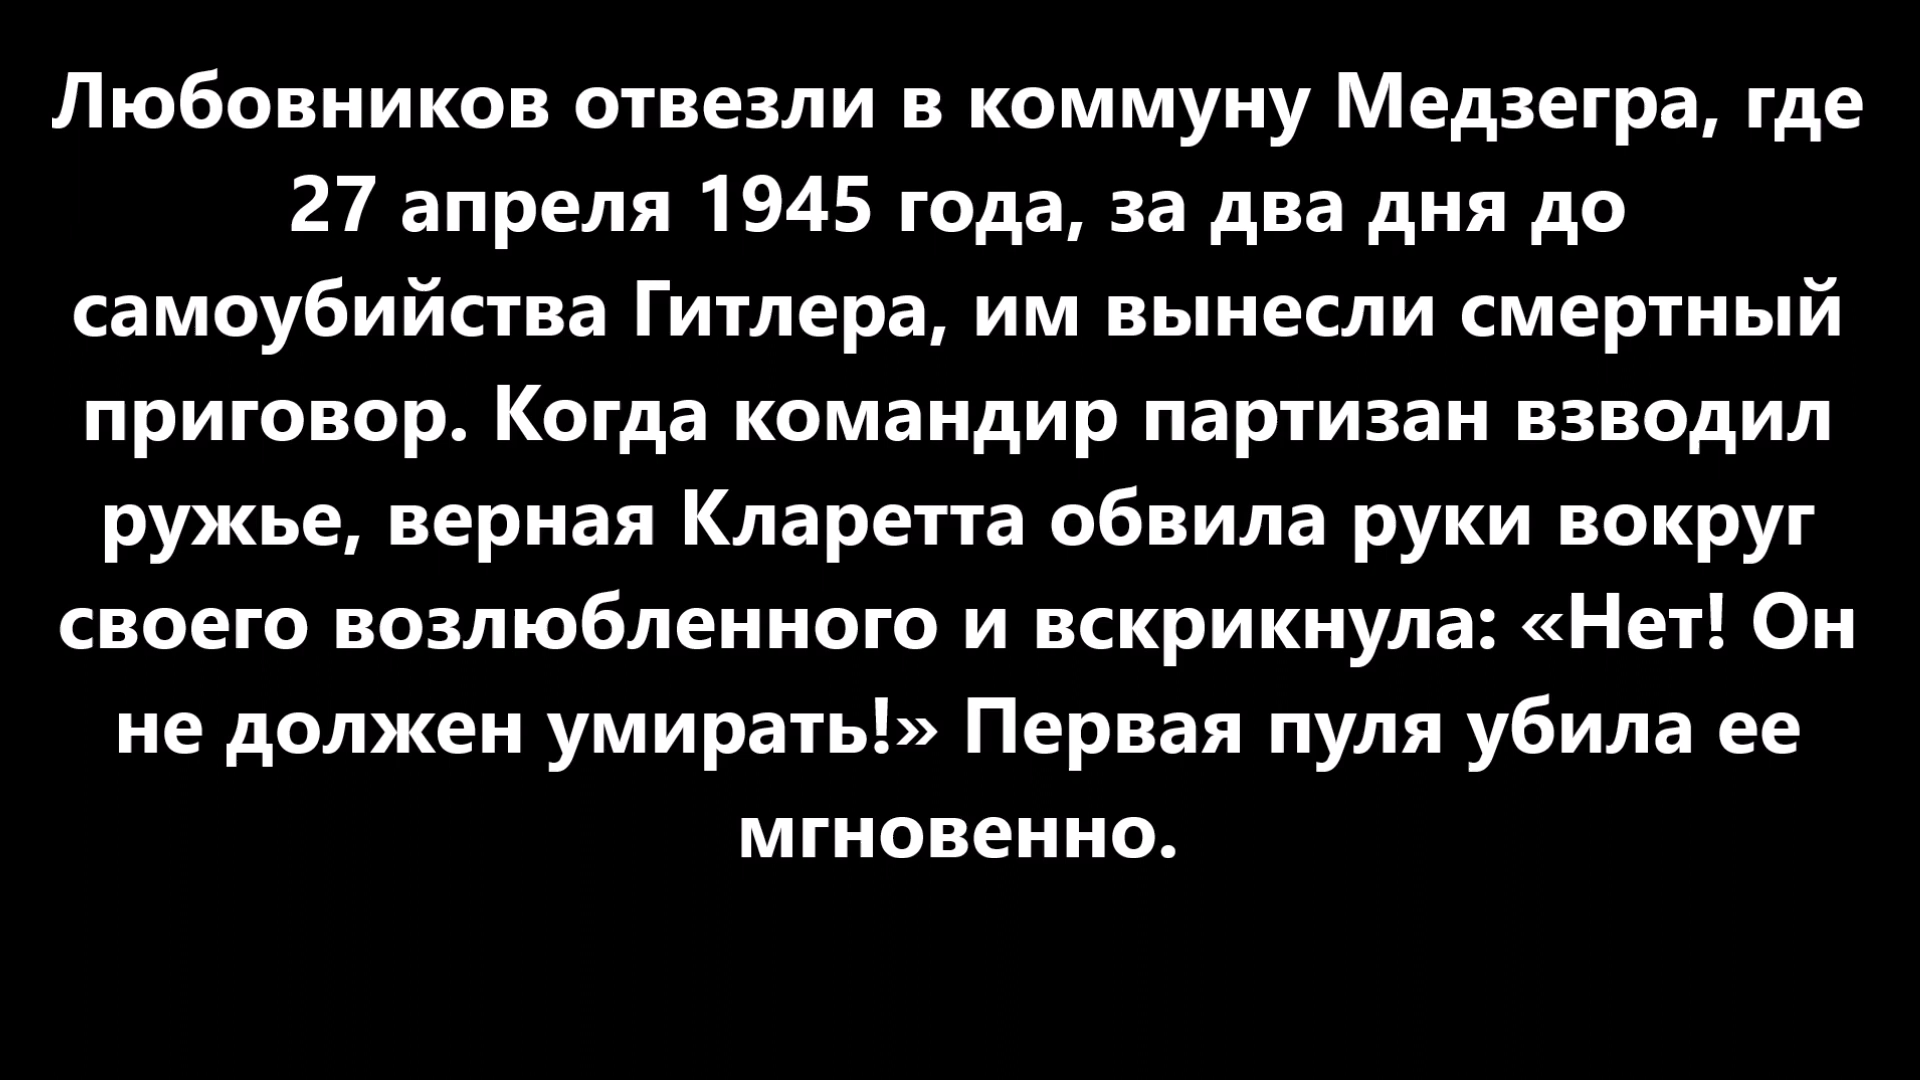 Любовников отвезли в коммуну Медзегра, где
27 апреля 1945 года, за два дня до
самоубийства Гитлера, им вынесли смертный
приговор. Когда командир партизан взводил
ружье, верная Кларетта обвила руки вокруг
своего возлюбленного и вскрикнула: «Нет! Он
не должен умирать!» Первая пуля убила ее
мгновенно.